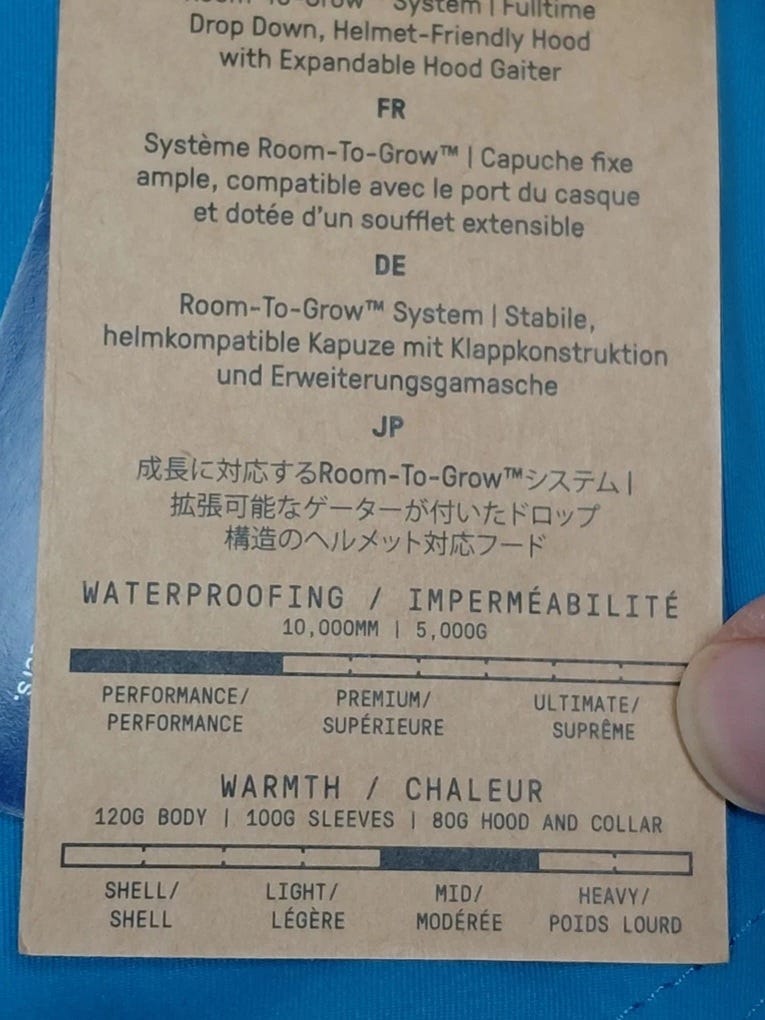 Room-To-Grow™ System | Fulltime
Drop Down, Helmet-Friendly Hood
with Expandable Hood Gaiter
FR
Système Room-To-Grow™ | Capuche fixe
ample, compatible avec le port du casque
et dotée d'un soufflet extensible
DE
Room-To-Grow™ System | Stabile,
helmkompatible Kapuze mit Klappkonstruktion
und Erweiterungsgamasche
JP
成長に対応するRoom-To-Grow™システム |
拡張可能なゲーターが付いたドロップ
構造のヘルメット対応フード
WATERPROOFING / IMPERMÉABILITÉ
10,000MM | 5,000G
PERFORMANCE/ PREMIUM/ ULTIMATE/
PERFORMANCE SUPÉRIEURE SUPRÊME
WARMTH / CHALEUR
120G BODY | 100G SLEEVES | 80G HOOD AND COLLAR
SHELL/ LIGHT/ MID/ HEAVY/
SHELL LÉGÈRE MODÉRÉE POIDS LOURD